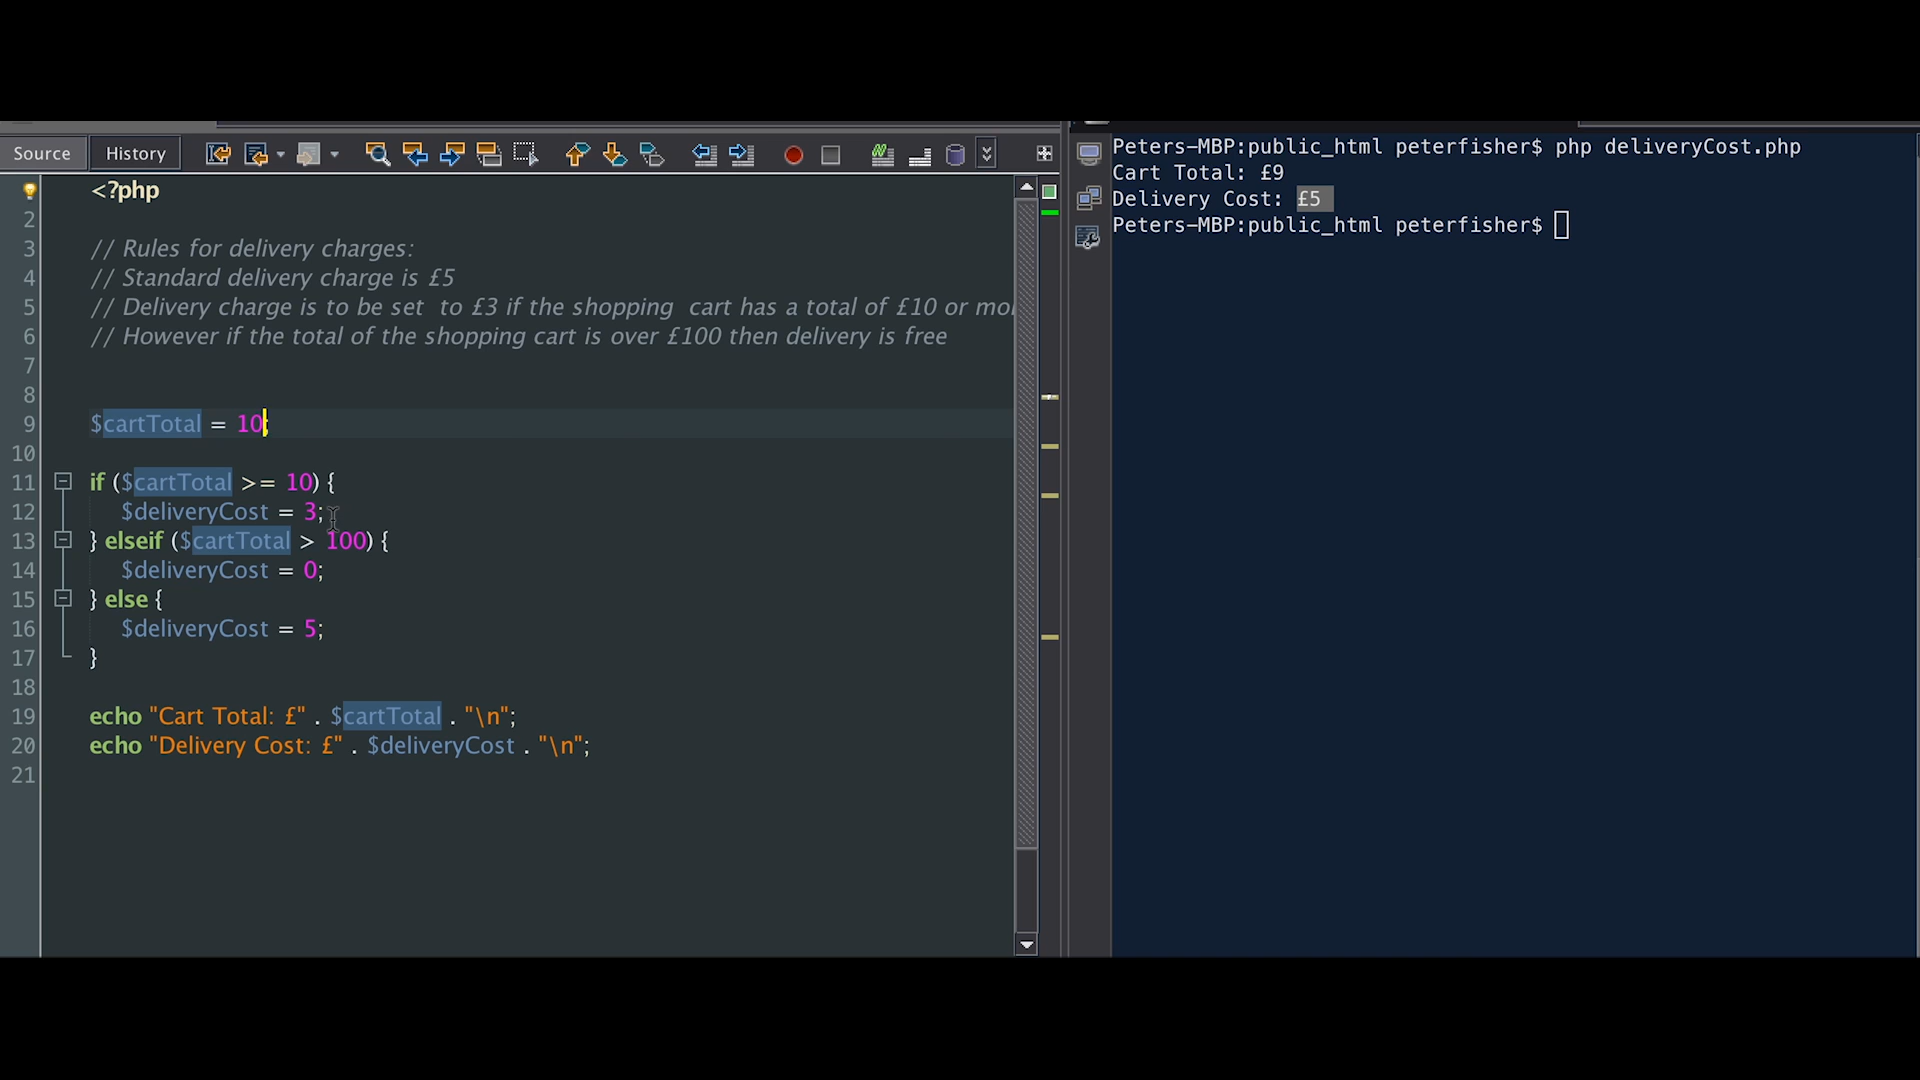 Source History
<?php
2
3 // Rules for delivery charges:
4 // Standard delivery charge is £5
5 // Delivery charge is to be set  to £3 if the shopping  cart has a total of £10 or
6 // However if the total of the shopping cart is over £100 then delivery is free
7
8
9 $cartTotal = 10;
10
11 if ($cartTotal >= 10) {
12 $deliveryCost = 3;
13 } elseif ($cartTotal > 100) {
14 $deliveryCost = 0;
15 } else {
16 $deliveryCost = 5;
17 }
18
19 echo "Cart Total: £" . $cartTotal . "\n";
20 echo "Delivery Cost: £" . $deliveryCost . "\n";
21
Peters-MBP:public_html peterfisher$ php deliveryCost.php
Cart Total: £9
Delivery Cost: £5
Peters-MBP:public_html peterfisher$